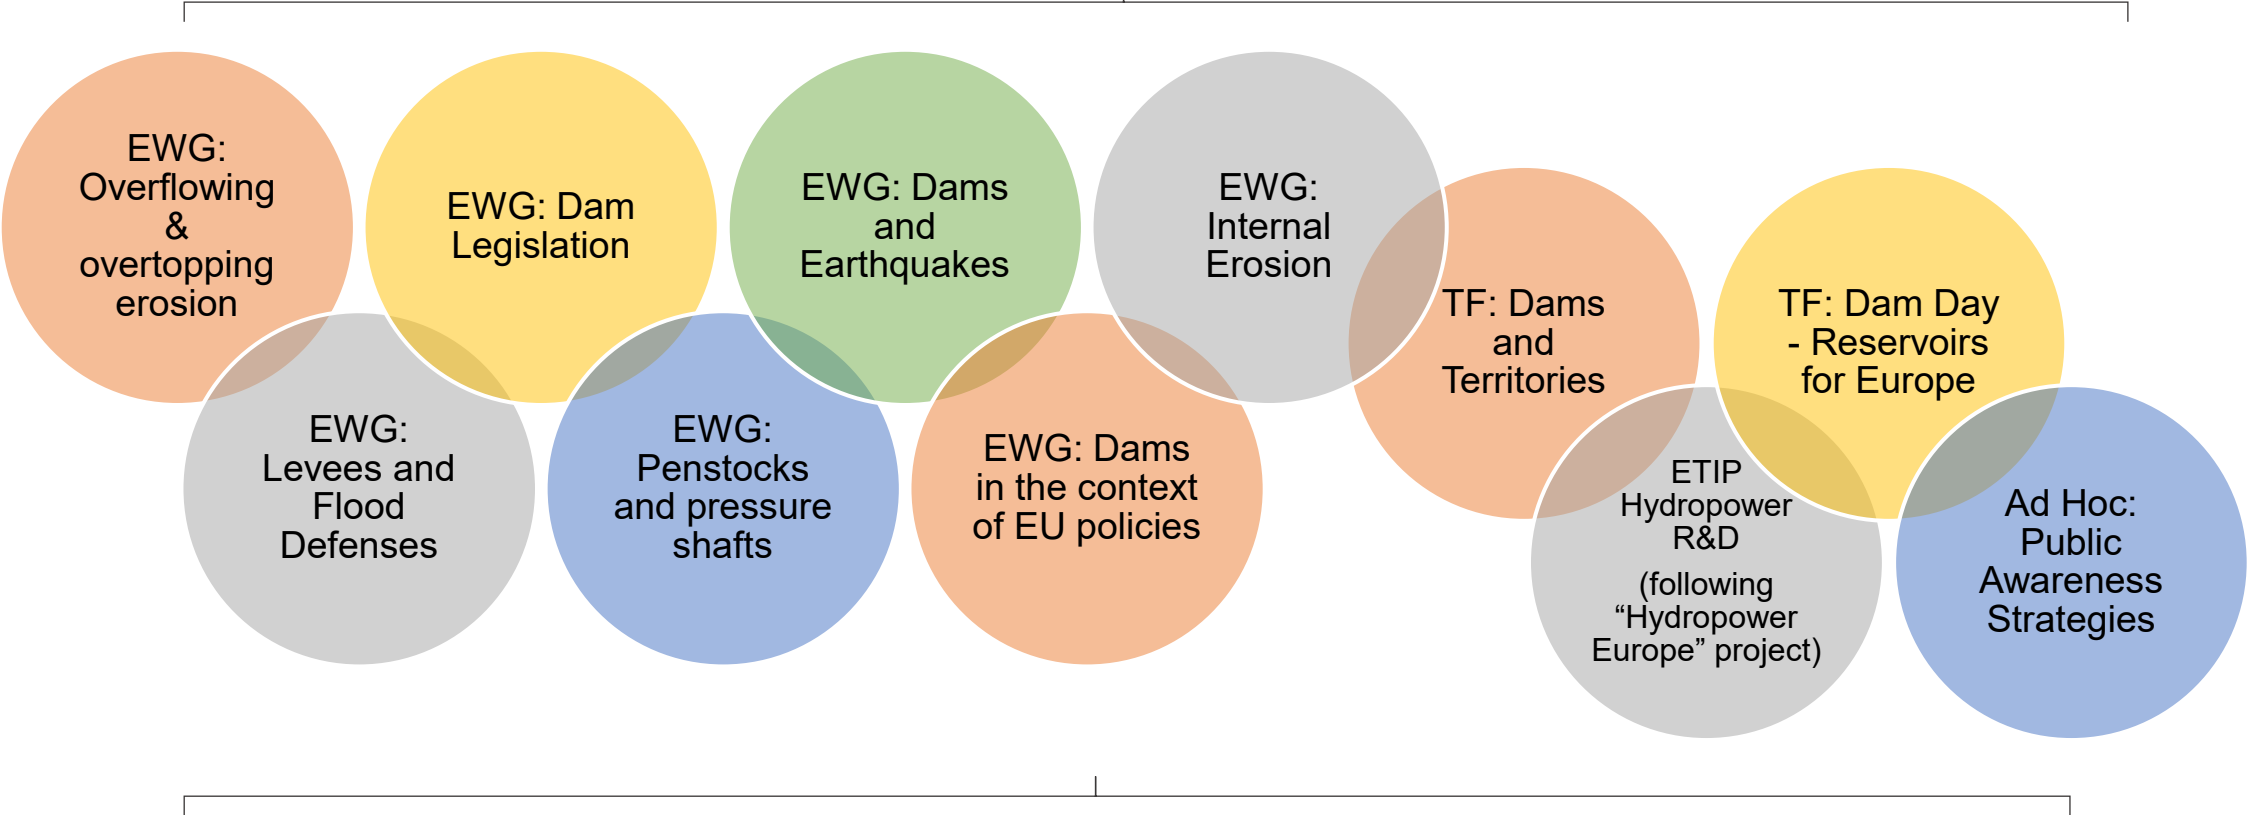 EWG:
Overflowing
&
overtopping
erosion
EWG:
Levees and
Flood
Defenses
EWG: Dam
Legislation
EWG:
Penstocks
and pressure
shafts
EWG: Dams
and
Earthquakes
EWG: Dams
in the context
of EU policies
EWG:
Internal
Erosion
TF: Dams
and
Territories
ETIP
Hydropower
R&D
(following
“Hydropower
Europe” project)
TF: Dam Day
- Reservoirs
for Europe
Ad Hoc:
Public
Awareness
Strategies